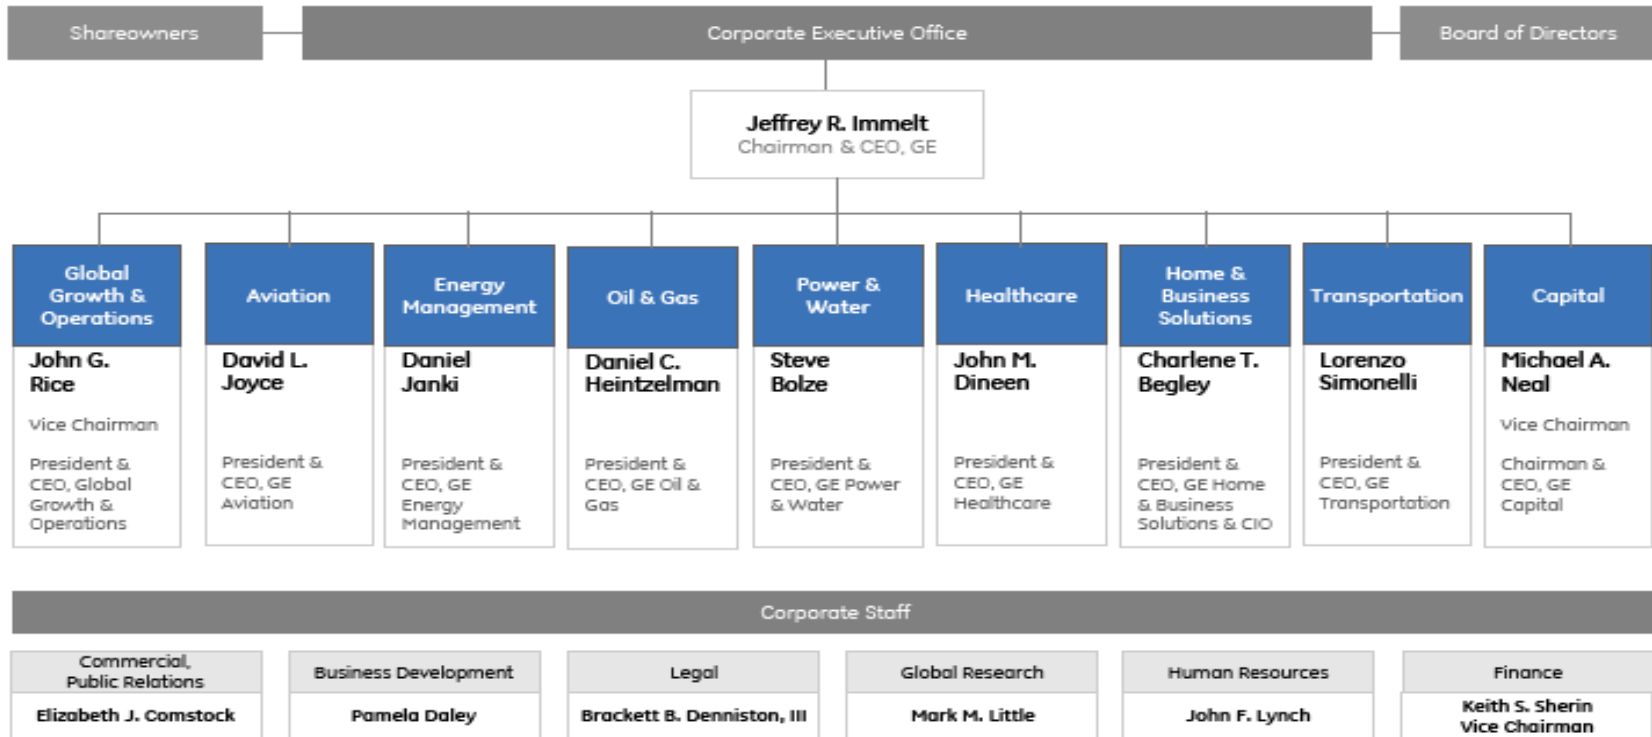 Shareowners
Corporate Executive Office
Board of Directors
Jeffrey R. Immelt
Chairman & CEO, GE
Global
Growth &
Operations
John G.
Rice
Vice Chairman
President &
CEO, Global
Growth &
Operations
Aviation
David L.
Joyce
President &
CEO, GE
Aviation
Energy
Management
Daniel
Janki
President &
CEO, GE
Energy
Management
Oil & Gas
Daniel C.
Heintzelman
President &
CEO, GE Oil &
Gas
Power &
Water
Steve
Bolze
President &
CEO, GE Power
& Water
Healthcare
John M.
Dineen
President &
CEO, GE
Healthcare
Home &
Business
Solutions
Charlene T.
Begley
President &
CEO, GE Home
& Business
Solutions & CIO
Transportation
Lorenzo
Simonelli
President &
CEO, GE
Transportation
Capital
Michael A.
Neal
Vice Chairman
Chairman &
CEO, GE
Capital
Corporate Staff
Commercial,
Public Relations
Elizabeth J. Comstock
Business Development
Pamela Daley
Legal
Brackett B. Denniston, III
Global Research
Mark M. Little
Human Resources
John F. Lynch
Finance
Keith S. Sherin
Vice Chairman